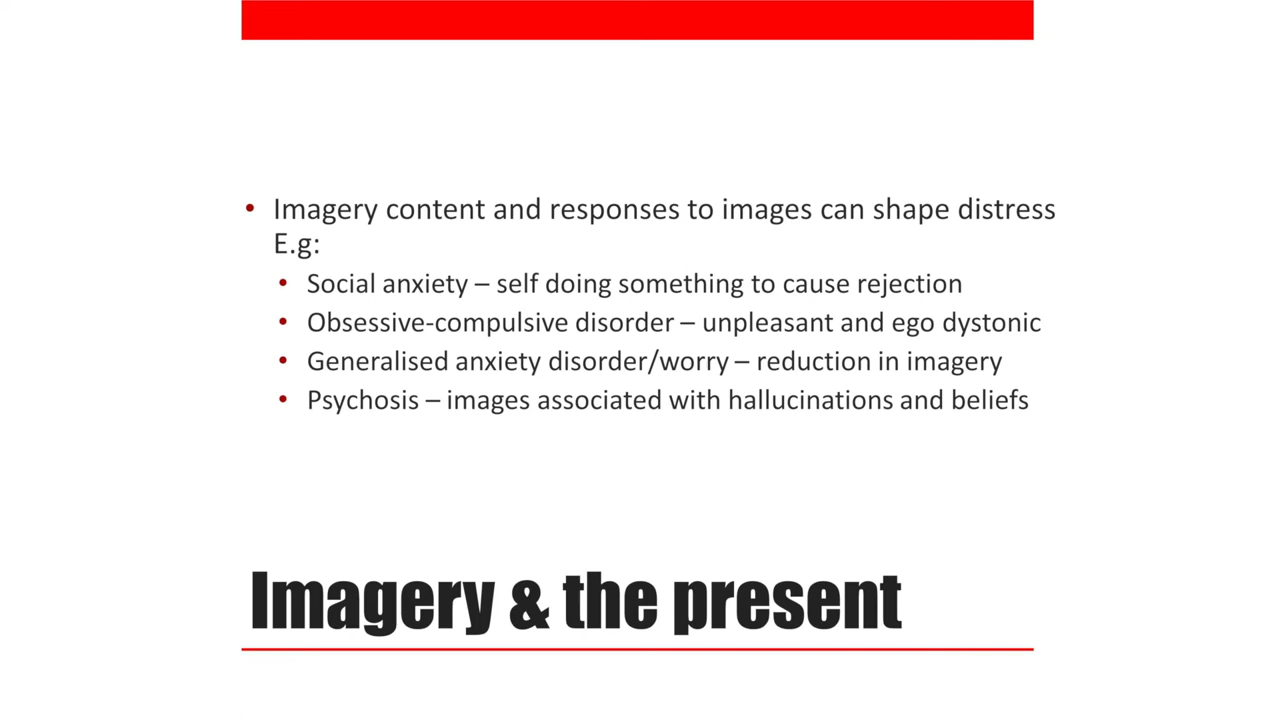 • Imagery content and responses to images can shape distress
E.g:
• Social anxiety – self doing something to cause rejection
• Obsessive-compulsive disorder – unpleasant and ego dystonic
• Generalised anxiety disorder/worry – reduction in imagery
• Psychosis – images associated with hallucinations and beliefs
Imagery & the present